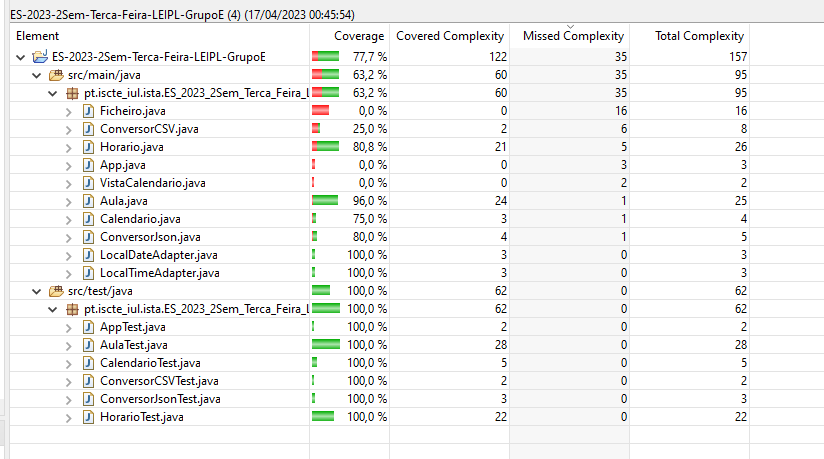 ES-2023-2Sem-Terca-Feira-LEIPL-GrupoE (4) (17/04/2023 00:45:54)
Element Coverage Covered Complexity Missed Complexity Total Complexity
ES-2023-2Sem-Terca-Feira-LEIPL-GrupoE 77,7 % 122 35 157
src/main/java 63,2 % 60 35 95
pt.iscte_iul.ista.ES_2023_2Sem_Terca_Feira_L 63,2 % 60 35 95
Ficheiro.java 0,0 % 0 16 16
ConversorCSV.java 25,0 % 2 6 8
Horario.java 80,8 % 21 5 26
App.java 0,0 % 0 3 3
VistaCalendario.java 0,0 % 0 2 2
Aula.java 96,0 % 24 1 25
Calendario.java 75,0 % 3 1 4
ConversorJson.java 80,0 % 4 1 5
LocalDateAdapter.java 100,0 % 3 0 3
LocalTimeAdapter.java 100,0 % 3 0 3
src/test/java 100,0 % 62 0 62
pt.iscte_iul.ista.ES_2023_2Sem_Terca_Feira_L 100,0 % 62 0 62
AppTest.java 100,0 % 2 0 2
AulaTest.java 100,0 % 28 0 28
CalendarioTest.java 100,0 % 5 0 5
ConversorCSVTest.java 100,0 % 2 0 2
ConversorJsonTest.java 100,0 % 3 0 3
HorarioTest.java 100,0 % 22 0 22